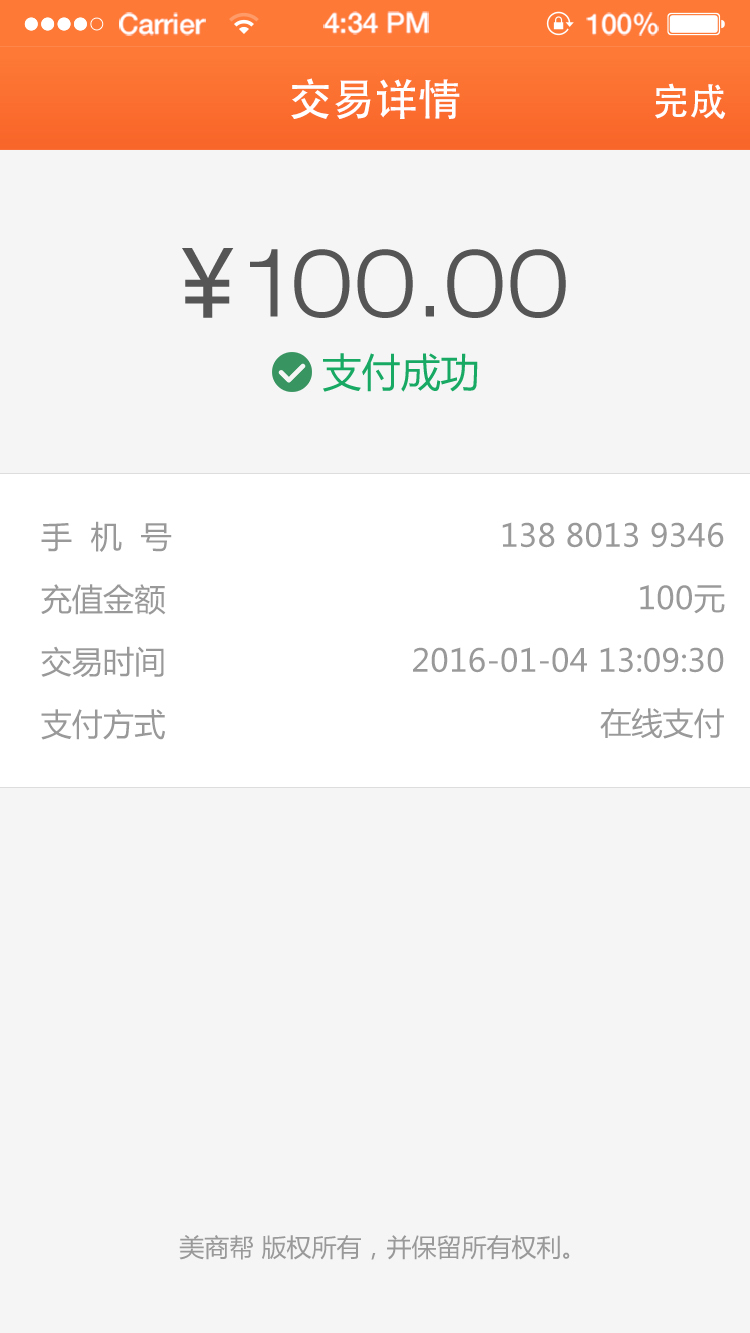 Carrier 4:34 PM 100%
交易详情 完成
¥100.00
支付成功
手 机 号 138 8013 9346
充值金额 100元
交易时间 2016-01-04 13:09:30
支付方式 在线支付
美商帮 版权所有，并保留所有权利。